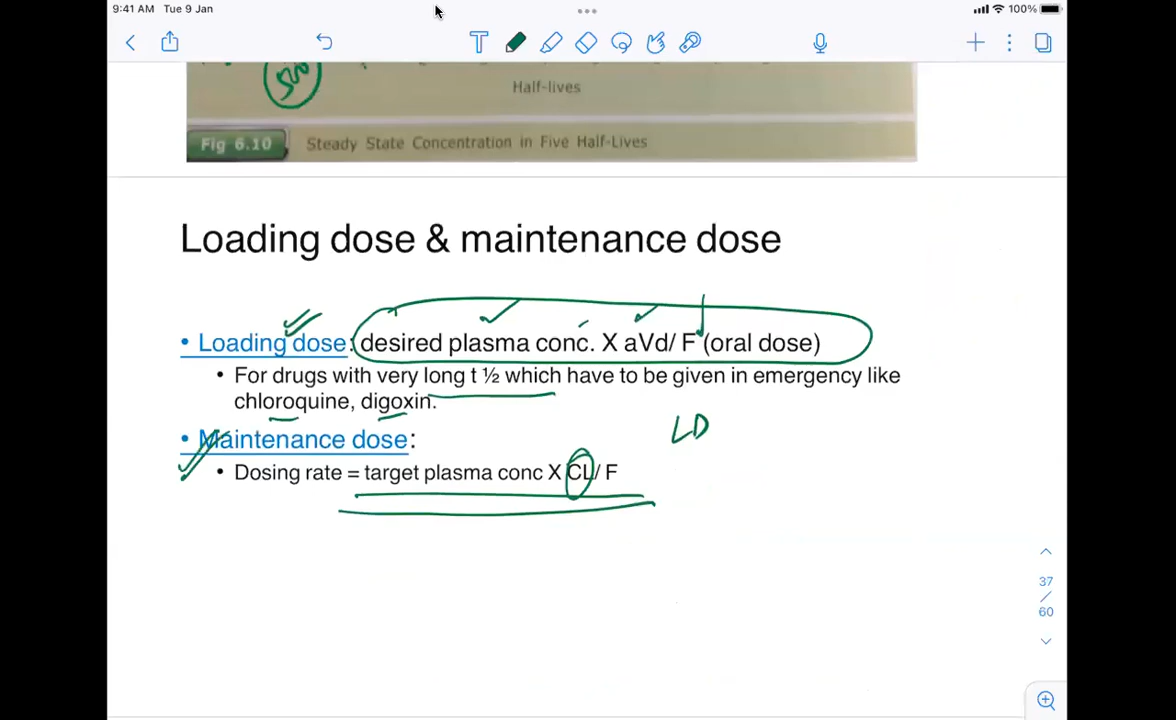 9:41 AM Tue 9 Jan
100%
500
Half-lives
Fig 6.10 Steady State Concentration in Five Half-Lives
Loading dose & maintenance dose
• Loading dose: desired plasma conc. X aVd/ F (oral dose)
• For drugs with very long t ½ which have to be given in emergency like
chloroquine, digoxin.
LD
• Maintenance dose:
• Dosing rate = target plasma conc X CL/ F
37
/
60